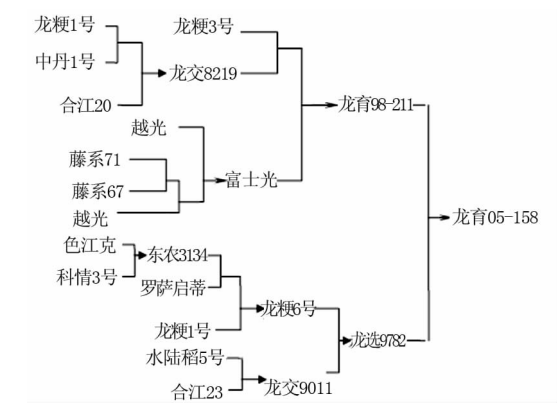 龙粳1号
龙粳3号
中丹1号
龙交8219
合江20
龙育98-211
越光
藤系71
富士光
藤系67
越光
龙育05-158
色江克
东农3134
科情3号
罗萨启蒂
龙粳6号
龙粳1号
龙选9782
水陆稻5号
龙交9011
合江23